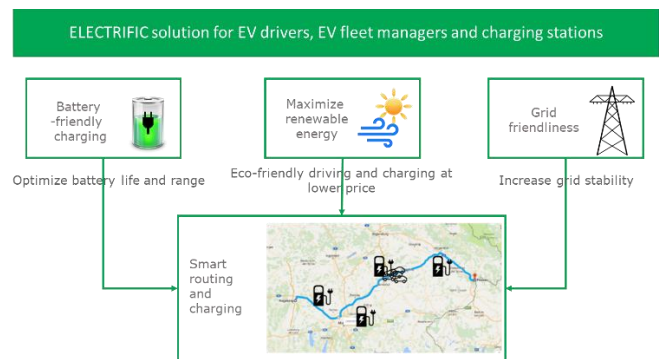 ELECTRIFIC solution for EV drivers, EV fleet managers and charging stations
Battery
-friendly
charging
Maximize
renewable
energy
Grid
friendliness
Optimize battery life and range
Eco-friendly driving and charging at
lower price
Increase grid stability
Smart
routing
and
charging